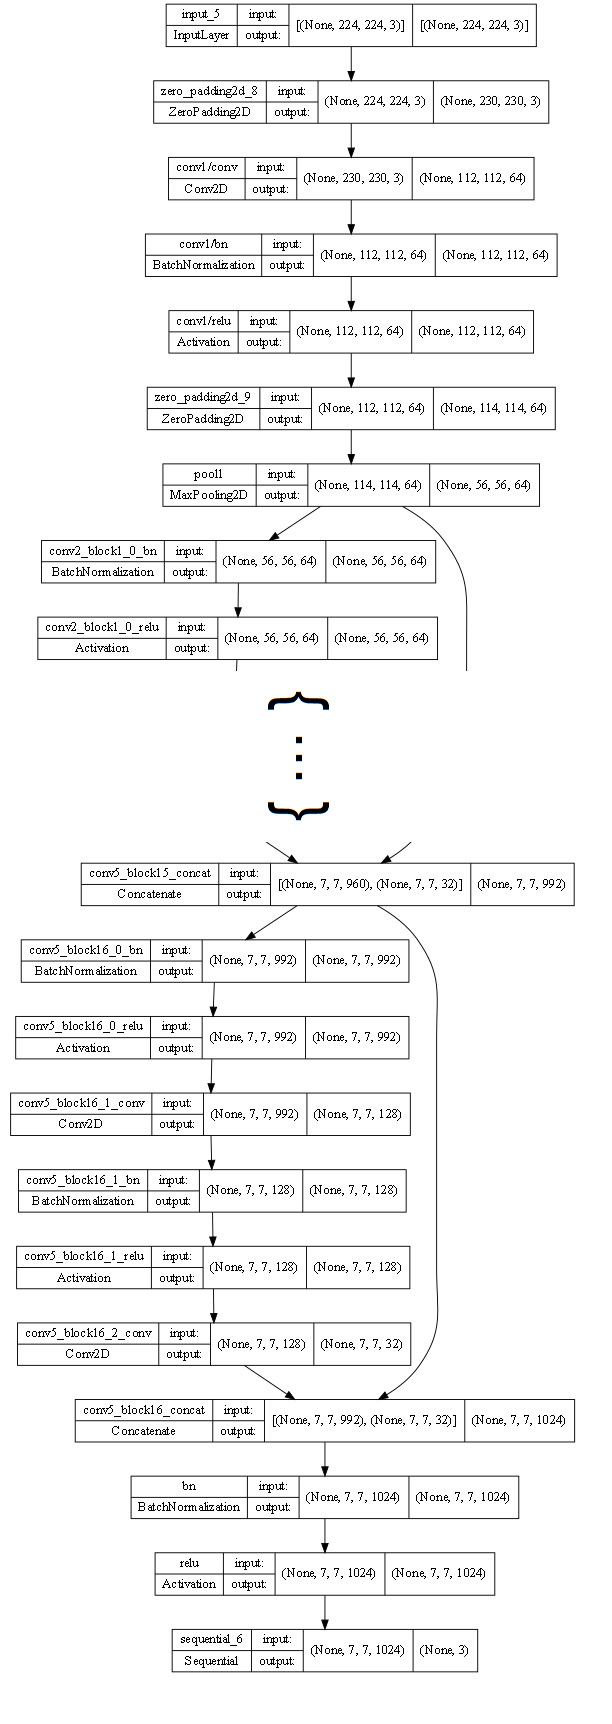 input_5 input: [(None, 224, 224, 3)] [(None, 224, 224, 3)]
InputLayer output:
zero_padding2d_8 input: (None, 224, 224, 3) (None, 230, 230, 3)
ZeroPadding2D output:
conv1/conv input: (None, 230, 230, 3) (None, 112, 112, 64)
Conv2D output:
conv1/bn input: (None, 112, 112, 64) (None, 112, 112, 64)
BatchNormalization output:
conv1/relu input: (None, 112, 112, 64) (None, 112, 112, 64)
Activation output:
zero_padding2d_9 input: (None, 112, 112, 64) (None, 114, 114, 64)
ZeroPadding2D output:
pool1 input: (None, 114, 114, 64) (None, 56, 56, 64)
MaxPooling2D output:
conv2_block1_0_bn input: (None, 56, 56, 64) (None, 56, 56, 64)
BatchNormalization output:
conv2_block1_0_relu input: (None, 56, 56, 64) (None, 56, 56, 64)
Activation output:
{
...
}
conv5_block15_concat input: [(None, 7, 7, 960), (None, 7, 7, 32)] (None, 7, 7, 992)
Concatenate output:
conv5_block16_0_bn input: (None, 7, 7, 992) (None, 7, 7, 992)
BatchNormalization output:
conv5_block16_0_relu input: (None, 7, 7, 992) (None, 7, 7, 992)
Activation output:
conv5_block16_1_conv input: (None, 7, 7, 992) (None, 7, 7, 128)
Conv2D output:
conv5_block16_1_bn input: (None, 7, 7, 128) (None, 7, 7, 128)
BatchNormalization output:
conv5_block16_1_relu input: (None, 7, 7, 128) (None, 7, 7, 128)
Activation output:
conv5_block16_2_conv input: (None, 7, 7, 128) (None, 7, 7, 32)
Conv2D output:
conv5_block16_concat input: [(None, 7, 7, 992), (None, 7, 7, 32)] (None, 7, 7, 1024)
Concatenate output:
bn input: (None, 7, 7, 1024) (None, 7, 7, 1024)
BatchNormalization output:
relu input: (None, 7, 7, 1024) (None, 7, 7, 1024)
Activation output:
sequential_6 input: (None, 7, 7, 1024) (None, 3)
Sequential output: